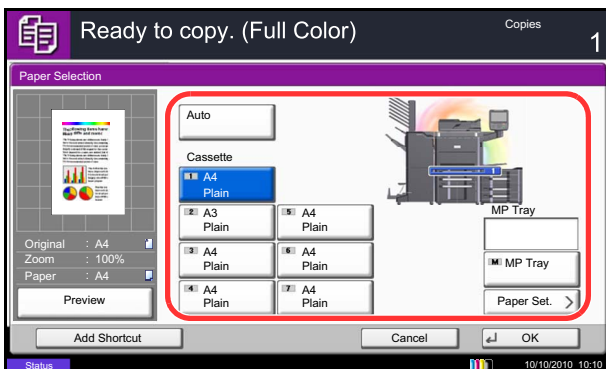 Ready to copy. (Full Color)
Copies
1
Paper Selection
Auto
Cassette
1 A4
Plain
2 A3
Plain
5 A4
Plain
3 A4
Plain
6 A4
Plain
4 A4
Plain
7 A4
Plain
1
MP Tray
M MP Tray
Paper Set.
Original : A4
Zoom : 100%
Paper : A4
Preview
Add Shortcut
Cancel
OK
Status
10/10/2010 10:10